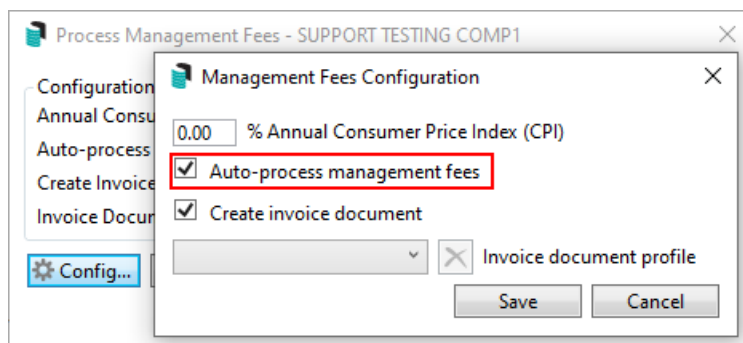 Process Management Fees - SUPPORT TESTING COMP1
Configuration
Annual Consu
Auto-process
Create Invoice
Invoice Docur
Config...
Management Fees Configuration
0.00 % Annual Consumer Price Index (CPI)
Auto-process management fees
Create invoice document
Invoice document profile
Save Cancel